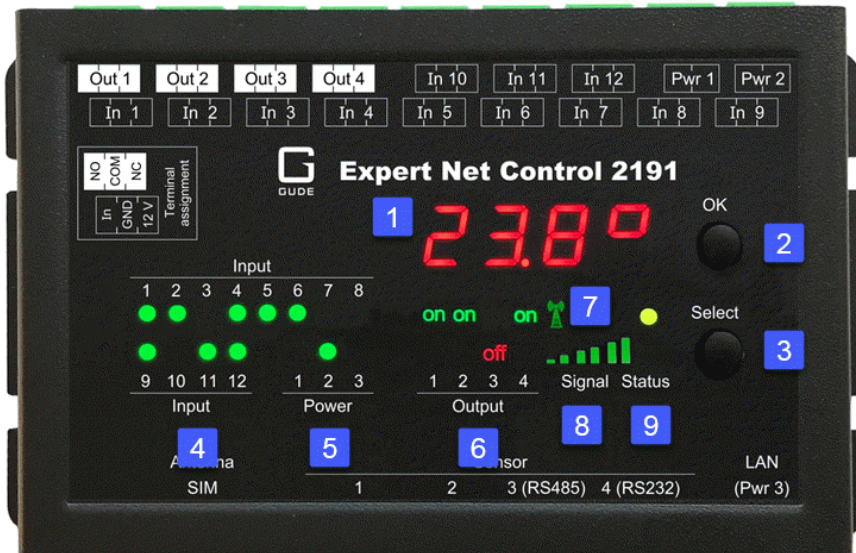 Out 1 Out 2 Out 3 Out 4 In 10 In 11 In 12 Pwr 1 Pwr 2
In 1 In 2 In 3 In 4 In 5 In 6 In 7 In 8 In 9
NO COM NC
In GND 12 V
Terminal assignment
G
GUDE
Expert Net Control 2191
1
23.8°
OK
2
Input
1 2 3 4 5 6 7 8
on on on
7
Select
off
3
9 10 11 12 1 2 3 1 2 3 4 Signal Status
Input Power Output
4 5 6 8 9
Sensor LAN
SIM 1 2 3 (RS485) 4 (RS232) (Pwr 3)